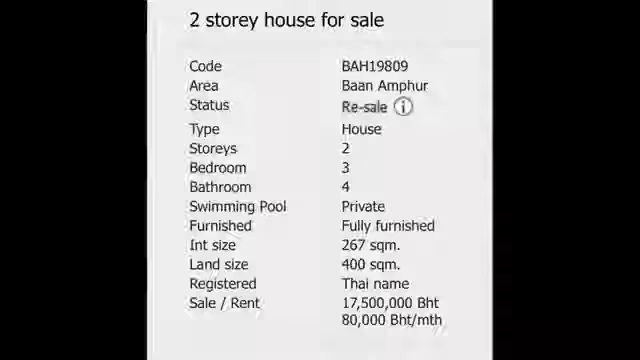 2 storey house for sale
Code BAH19809
Area Baan Amphur
Status Re-sale
Type House
Storeys 2
Bedroom 3
Bathroom 4
Swimming Pool Private
Furnished Fully furnished
Int size 267 sqm.
Land size 400 sqm.
Registered Thai name
Sale / Rent 17,500,000 Bht
80,000 Bht/mth